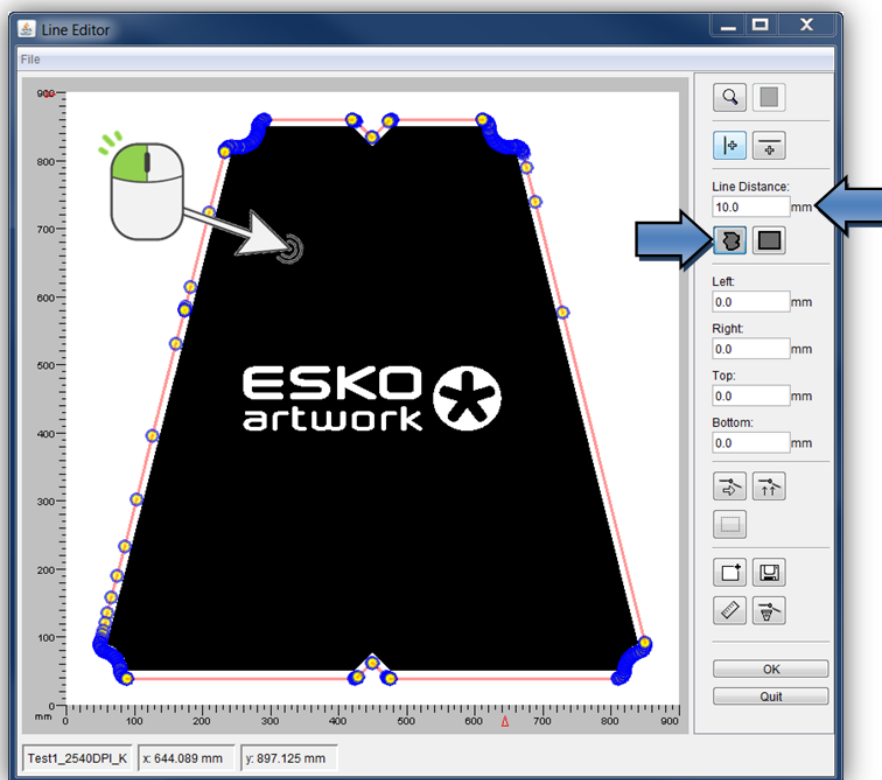 Line Editor
File
900
800
700
600
500
400
300
200
100
0
mm
0 100 200 300 400 500 600 700 800 900
ESKO
artwork
Line Distance:
10.0 mm
Left:
0.0 mm
Right:
0.0 mm
Top:
0.0 mm
Bottom:
0.0 mm
OK
Quit
Test1_2540DPI_K x: 644.089 mm y: 897.125 mm